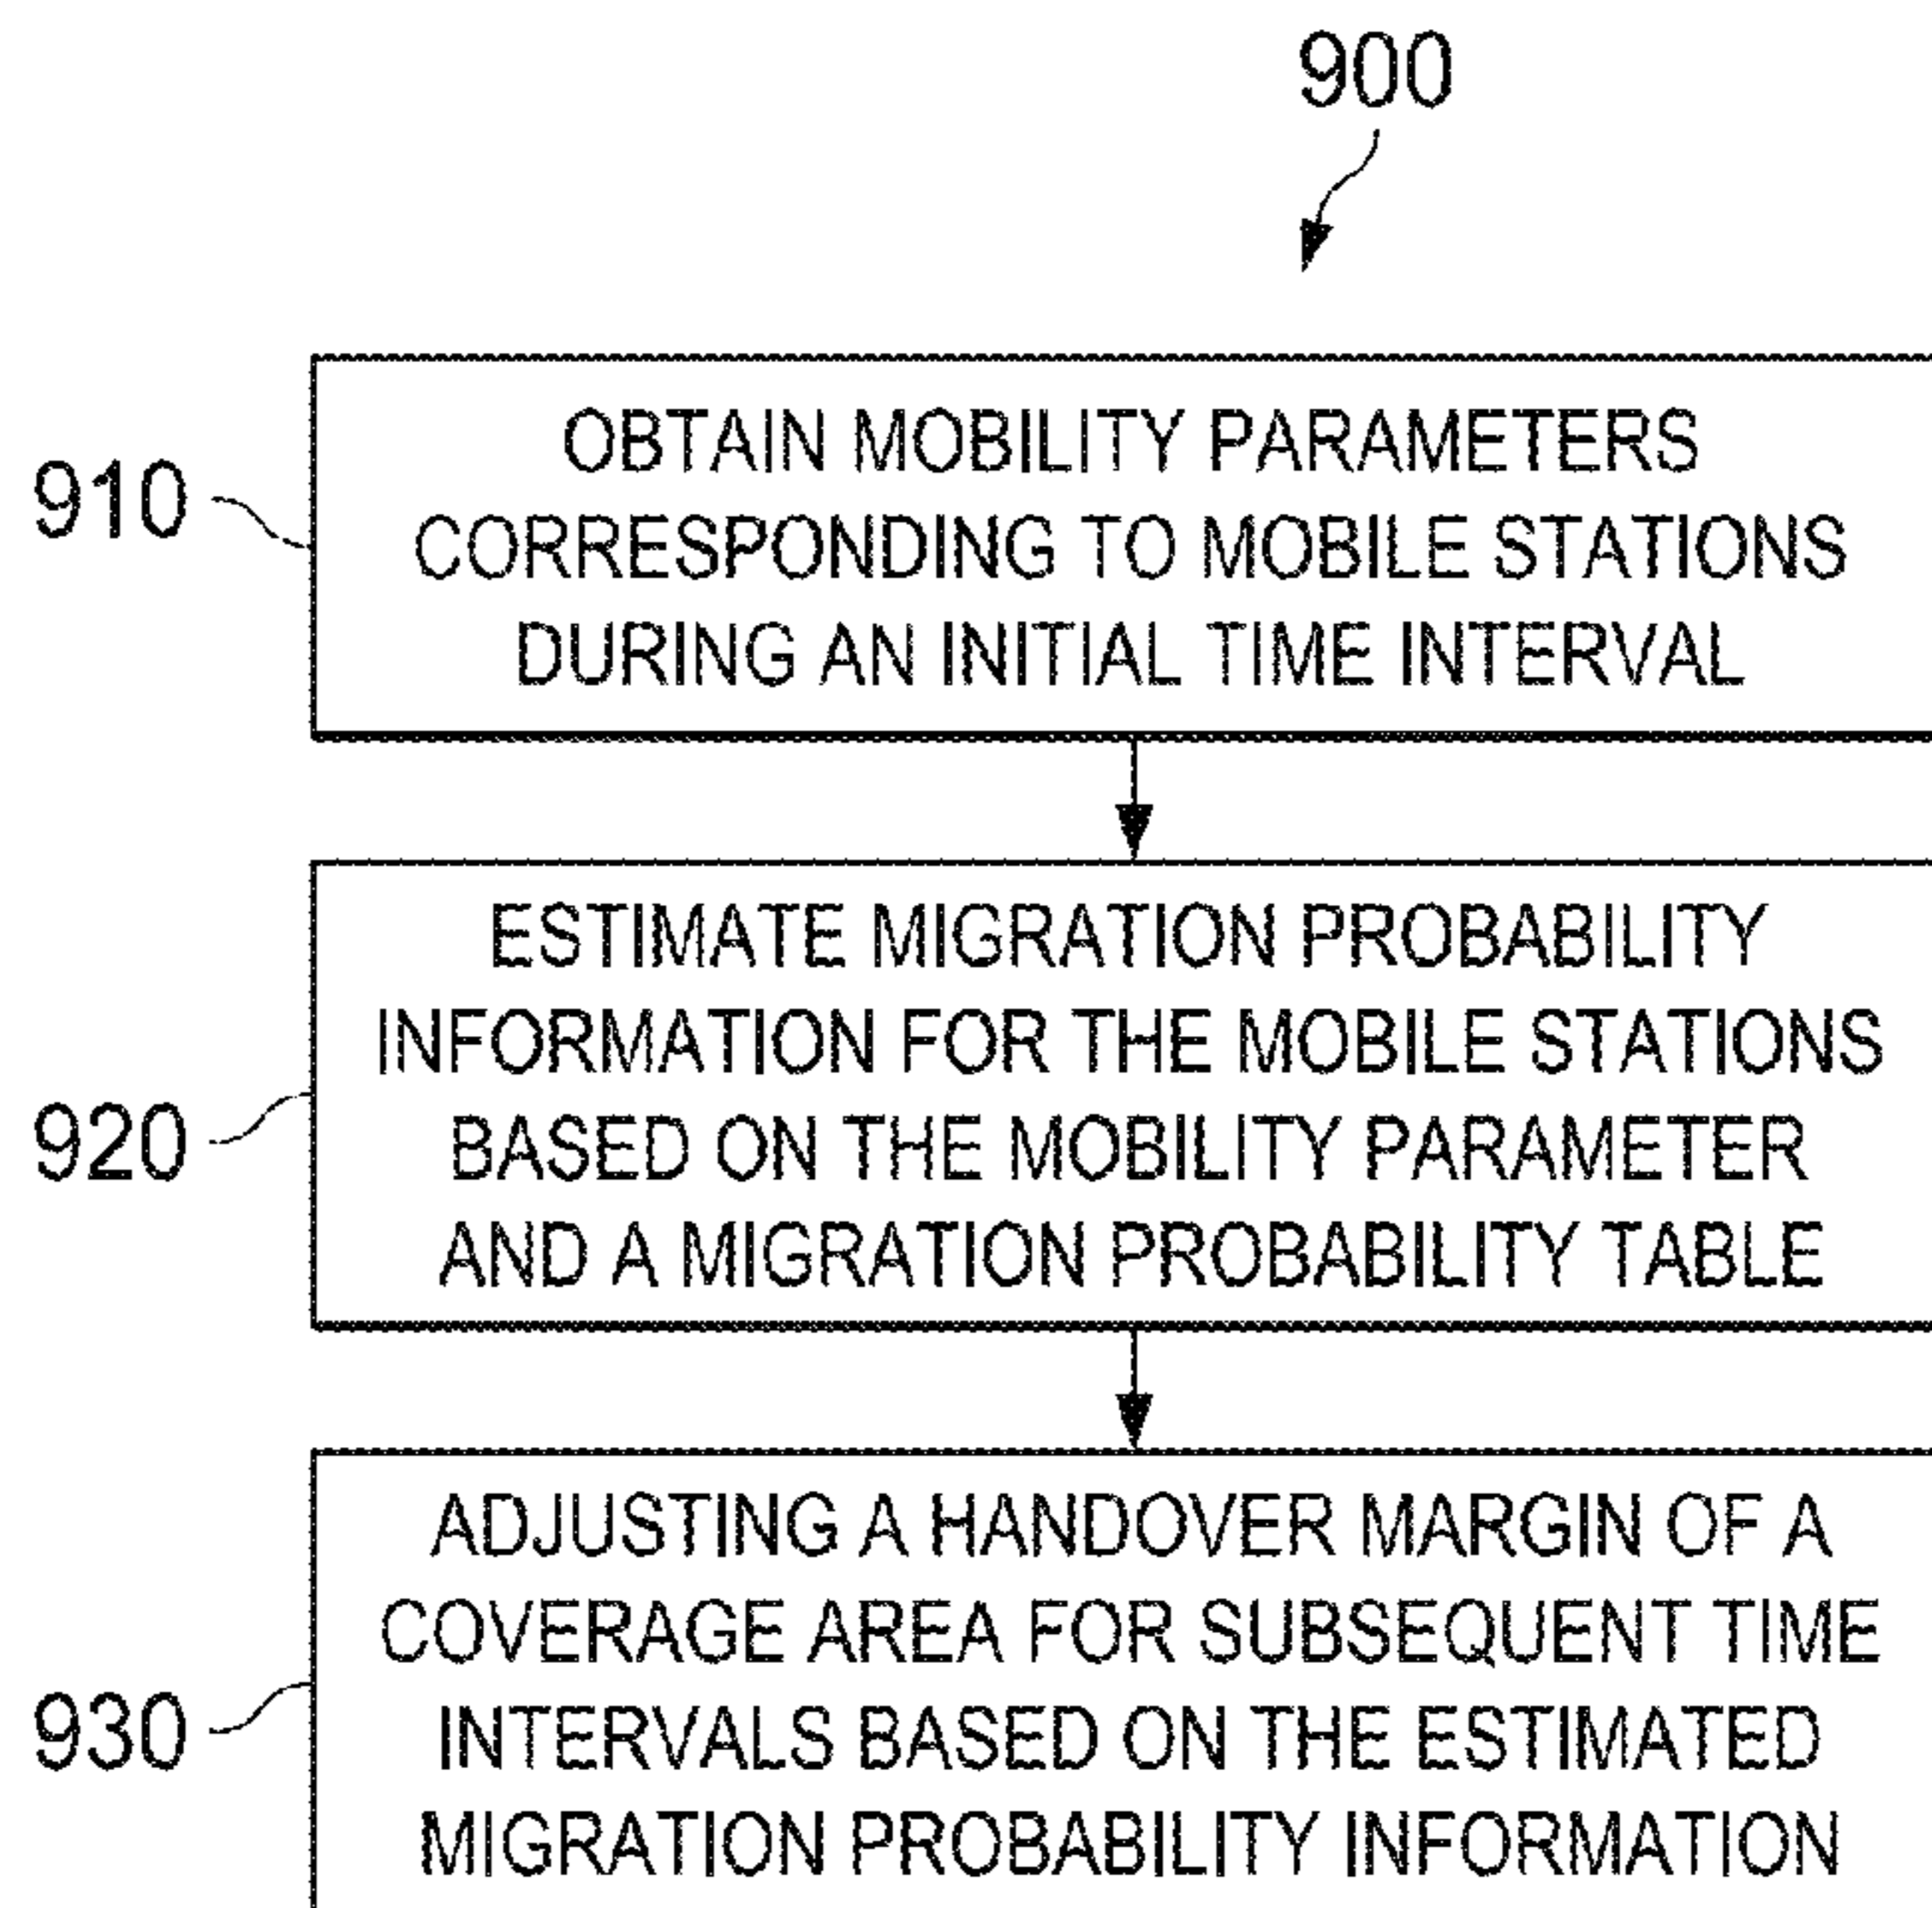 900
910
OBTAIN MOBILITY PARAMETERS
CORRESPONDING TO MOBILE STATIONS
DURING AN INITIAL TIME INTERVAL
920
ESTIMATE MIGRATION PROBABILITY
INFORMATION FOR THE MOBILE STATIONS
BASED ON THE MOBILITY PARAMETER
AND A MIGRATION PROBABILITY TABLE
930
ADJUSTING A HANDOVER MARGIN OF A
COVERAGE AREA FOR SUBSEQUENT TIME
INTERVALS BASED ON THE ESTIMATED
MIGRATION PROBABILITY INFORMATION